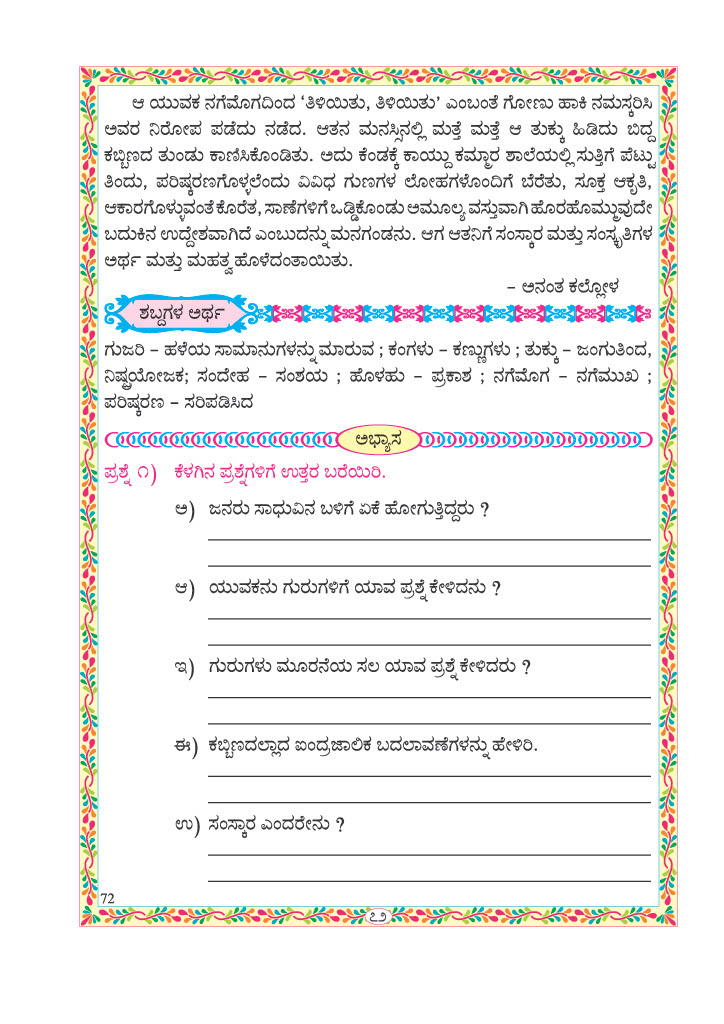 ಆ ಯುವಕ ನಗೆಮೊಗದಿಂದ ‘ತಿಳಿಯಿತು, ತಿಳಿಯಿತು’ ಎಂಬಂತೆ ಗೋಣು ಹಾಕಿ ನಮಸ್ಕರಿಸಿ
ಅವರ ನಿರೋಪ ಪಡೆದು ನಡೆದ. ಆತನ ಮನಸ್ಸಿನಲ್ಲಿ ಮತ್ತೆ ಮತ್ತೆ ಆ ತುಕ್ಕು ಹಿಡಿದು ಬಿದ್ದ
ಕಬ್ಬಿಣದ ತುಂಡು ಕಾಣಿಸಿಕೊಂಡಿತು. ಅದು ಕೆಂಡಕ್ಕೆ ಕಾಯ್ದು ಕಮ್ಮಾರ ಶಾಲೆಯಲ್ಲಿ ಸುತ್ತಿಗೆ ಪೆಟ್ಟು
ತಿಂದು, ಪರಿಷ್ಕರಣಗೊಳ್ಳಲೆಂದು ವಿವಿಧ ಗುಣಗಳ ಲೋಹಗಳೊಂದಿಗೆ ಬೆರೆತು, ಸೂಕ್ತ ಆಕೃತಿ,
ಆಕಾರಗೊಳ್ಳುವಂತೆ ಕೊರೆತ, ಸಾಣೆಗಳಿಗೆ ಒಡ್ಡಿಕೊಂಡು ಅಮೂಲ್ಯ ವಸ್ತುವಾಗಿ ಹೊರಹೊಮ್ಮುವುದೇ
ಬದುಕಿನ ಉದ್ದೇಶವಾಗಿದೆ ಎಂಬುದನ್ನು ಮನಗಂಡನು. ಆಗ ಆತನಿಗೆ ಸಂಸ್ಕಾರ ಮತ್ತು ಸಂಸ್ಕೃತಿಗಳ
ಅರ್ಥ ಮತ್ತು ಮಹತ್ವ ಹೊಳೆದಂತಾಯಿತು.
– ಅನಂತ ಕಲ್ಲೋಳ
ಶಬ್ದಗಳ ಅರ್ಥ
ಗುಜರಿ – ಹಳೆಯ ಸಾಮಾನುಗಳನ್ನು ಮಾರುವ ; ಕಂಗಳು – ಕಣ್ಣುಗಳು ; ತುಕ್ಕು – ಜಂಗುತಿಂದ,
ನಿಷ್ಪ್ರಯೋಜಕ; ಸಂದೇಹ – ಸಂಶಯ ; ಹೊಳಹು – ಪ್ರಕಾಶ ; ನಗೆಮೊಗ – ನಗೆಮುಖ ;
ಪರಿಷ್ಕರಣ – ಸರಿಪಡಿಸಿದ
ಅಭ್ಯಾಸ
ಪ್ರಶ್ನೆ ೧) ಕೆಳಗಿನ ಪ್ರಶ್ನೆಗಳಿಗೆ ಉತ್ತರ ಬರೆಯಿರಿ.
ಅ) ಜನರು ಸಾಧುವಿನ ಬಳಿಗೆ ಏಕೆ ಹೋಗುತ್ತಿದ್ದರು ?
ಆ) ಯುವಕನು ಗುರುಗಳಿಗೆ ಯಾವ ಪ್ರಶ್ನೆ ಕೇಳಿದನು ?
ಇ) ಗುರುಗಳು ಮೂರನೆಯ ಸಲ ಯಾವ ಪ್ರಶ್ನೆ ಕೇಳಿದರು ?
ಈ) ಕಬ್ಬಿಣದಲ್ಲಾದ ಐಂದ್ರಜಾಲಿಕ ಬದಲಾವಣೆಗಳನ್ನು ಹೇಳಿರಿ.
ಉ) ಸಂಸ್ಕಾರ ಎಂದರೇನು ?
72
೭೨